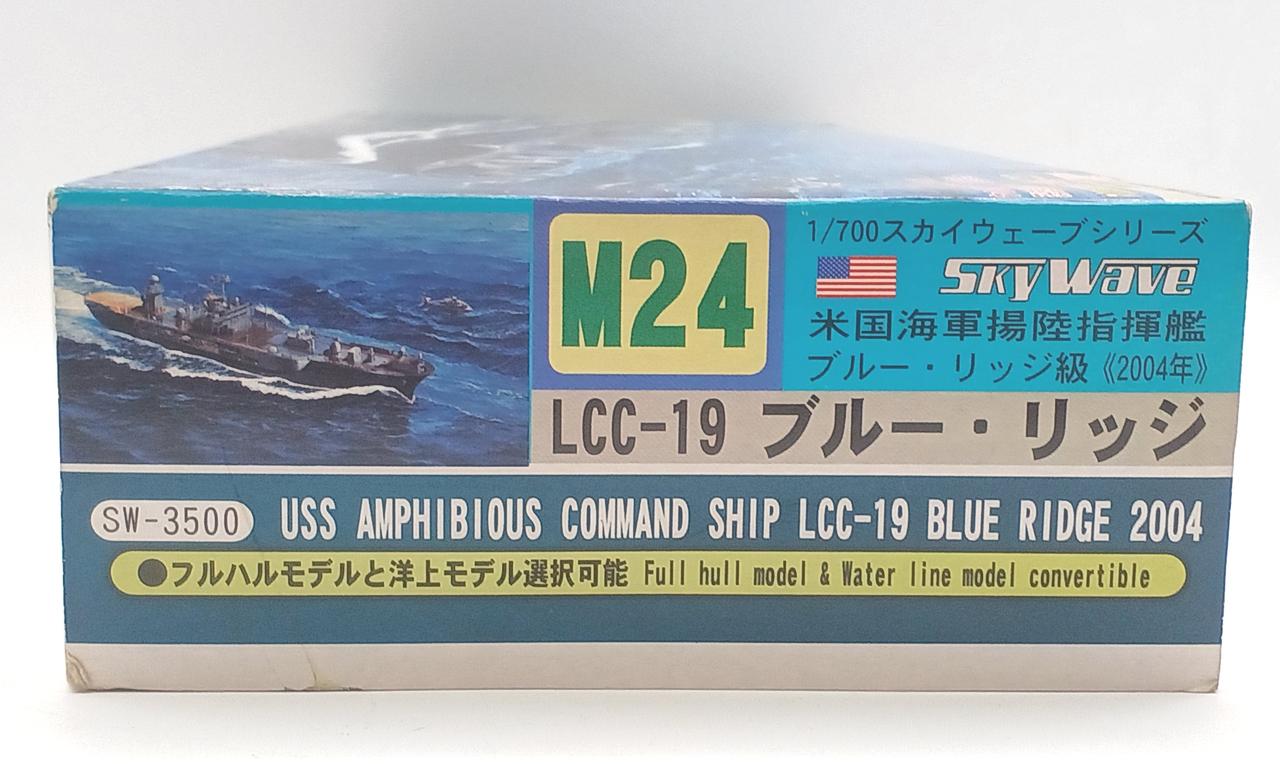 M24
1/700スカイウェーブシリーズ
SkyWave
米国海軍揚陸指揮艦
ブルー・リッジ級《2004年》
LCC-19 ブルー・リッジ
SW-3500 USS AMPHIBIOUS COMMAND SHIP LCC-19 BLUE RIDGE 2004
●フルハルモデルと洋上モデル選択可能 Full hull model & Water line model convertible